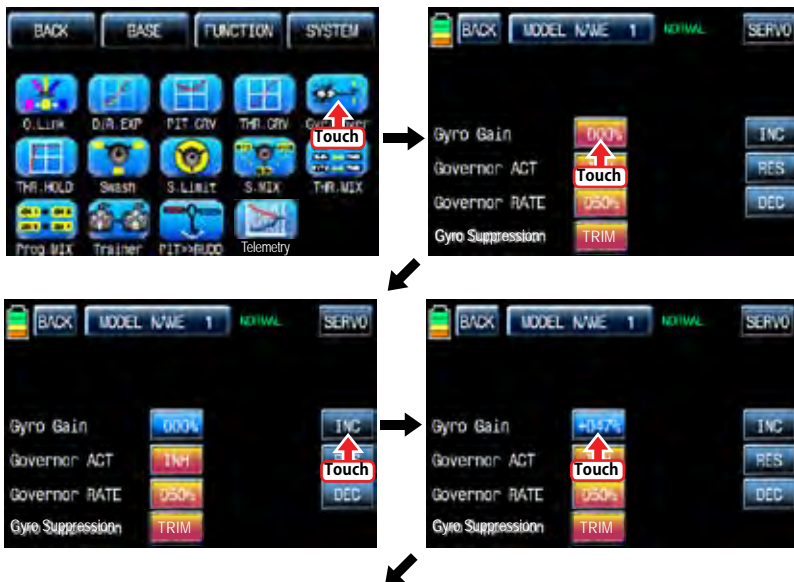 BACK BASE FUNCTION SYSTEM
Q.Link D/R.EXP PIT CRV THR.CRV
Touch
THR.HOLD Swash S.Limit S.MIX THR.MIX
Prog.MIX Trainer PIT>>RUDD Telemetry
BACK MODEL NAME 1 NORMAL SERVO
Gyro Gain 000% INC
Governor ACT RES
Touch
Governor RATE 050% DEC
Gyro Suppression TRIM
BACK MODEL NAME 1 NORMAL SERVO
Gyro Gain 000% INC
Governor ACT INH
Touch
Governor RATE 050% DEC
Gyro Suppression TRIM
BACK MODEL NAME 1 NORMAL SERVO
Gyro Gain +047% INC
Governor ACT RES
Touch
Governor RATE 050% DEC
Gyro Suppression TRIM